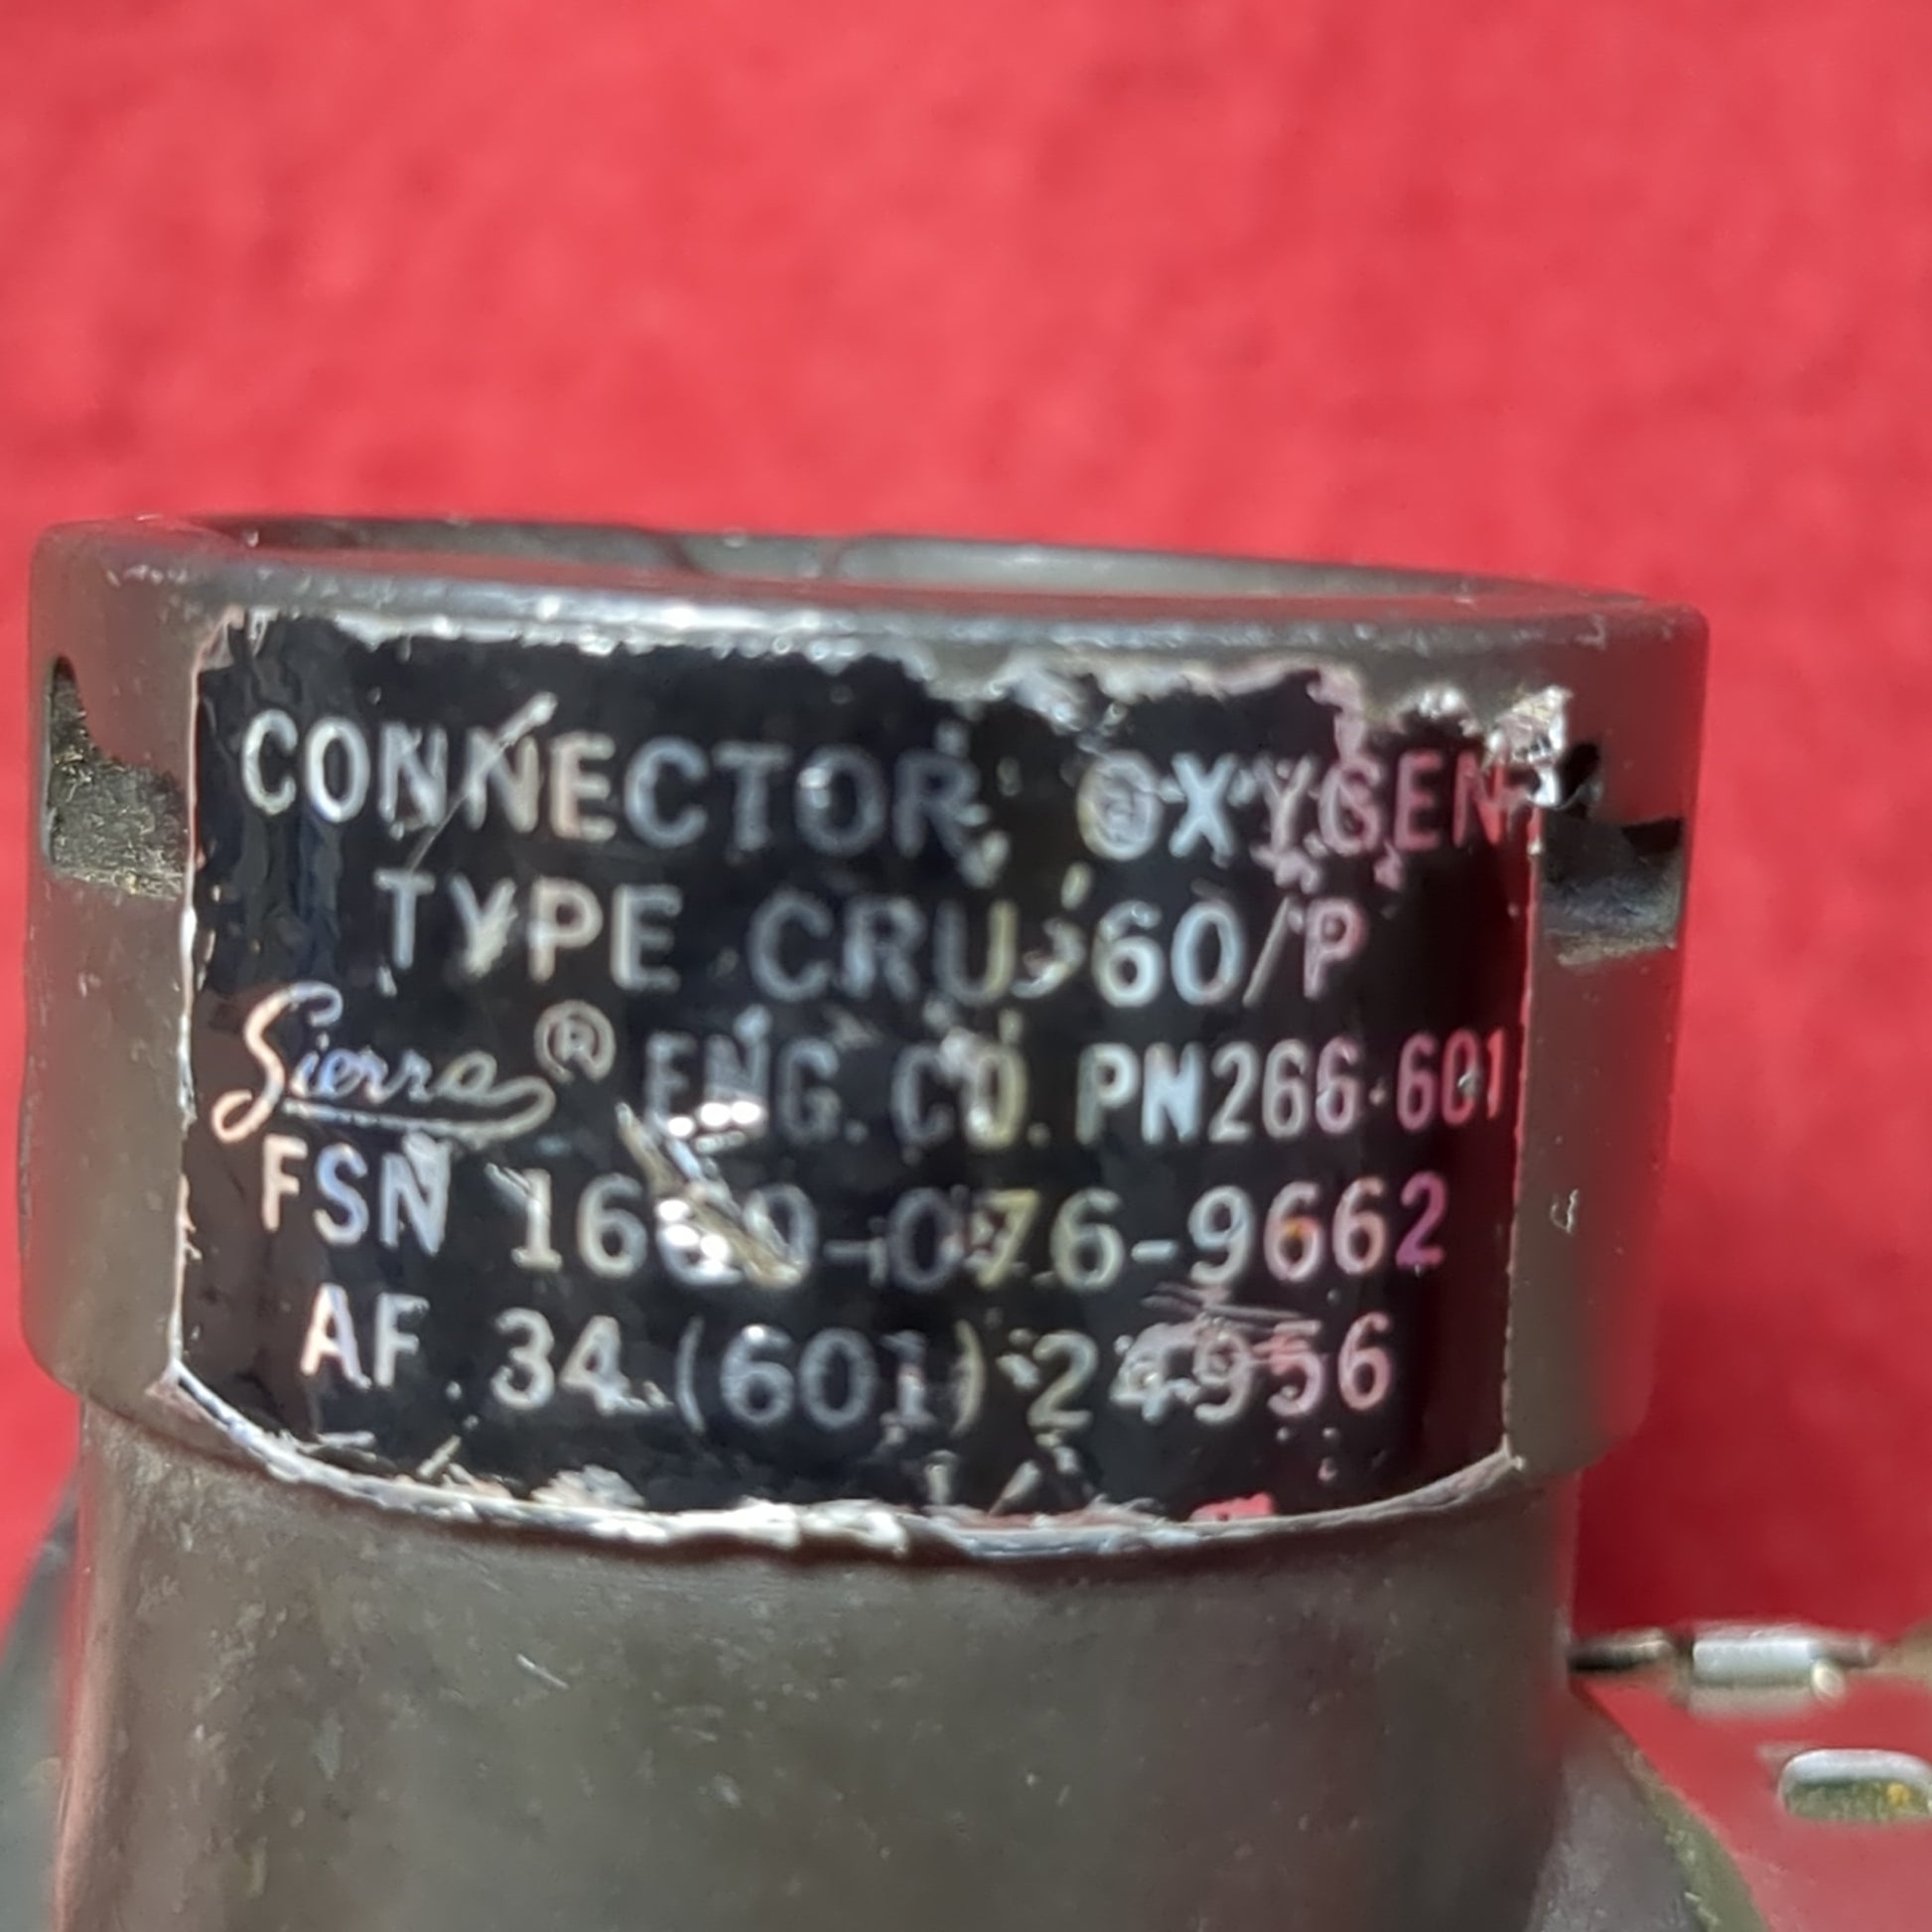 CONNECTOR, OXYGEN
TYPE CRU-60/P
Sierra® ENG. CO. PN266-601
FSN 1660-076-9662
AF 34 (601) 24956